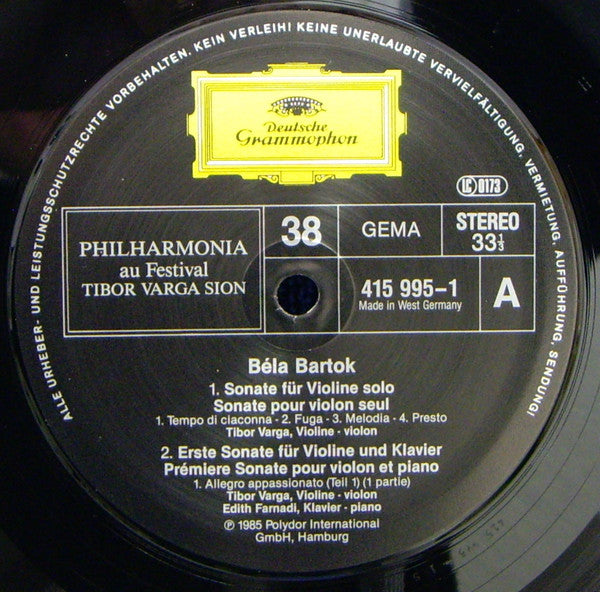 ALLE URHEBER- UND LEISTUNGSSCHUTZRECHTE VORBEHALTEN. KEIN VERLEIH! KEINE UNERLAUBTE VERVIELFÄLTIGUNG, VERMIETUNG, AUFFÜHRUNG, SENDUNG!
Deutsche
Grammophon
LC 0173
PHILHARMONIA
au Festival
TIBOR VARGA SION
38
GEMA
STEREO
33⅓
415 995-1
Made in West Germany
A
Béla Bartok
1. Sonate für Violine solo
Sonate pour violon seul
1. Tempo di ciaconna - 2. Fuga - 3. Melodia - 4. Presto
Tibor Varga, Violine - violon
2. Erste Sonate für Violine und Klavier
Prémiere Sonate pour violon et piano
1. Allegro appassionato (Teil 1) (1 partie)
Tibor Varga, Violine - violon
Edith Farnadi, Klavier - piano
℗ 1985 Polydor International
GmbH, Hamburg